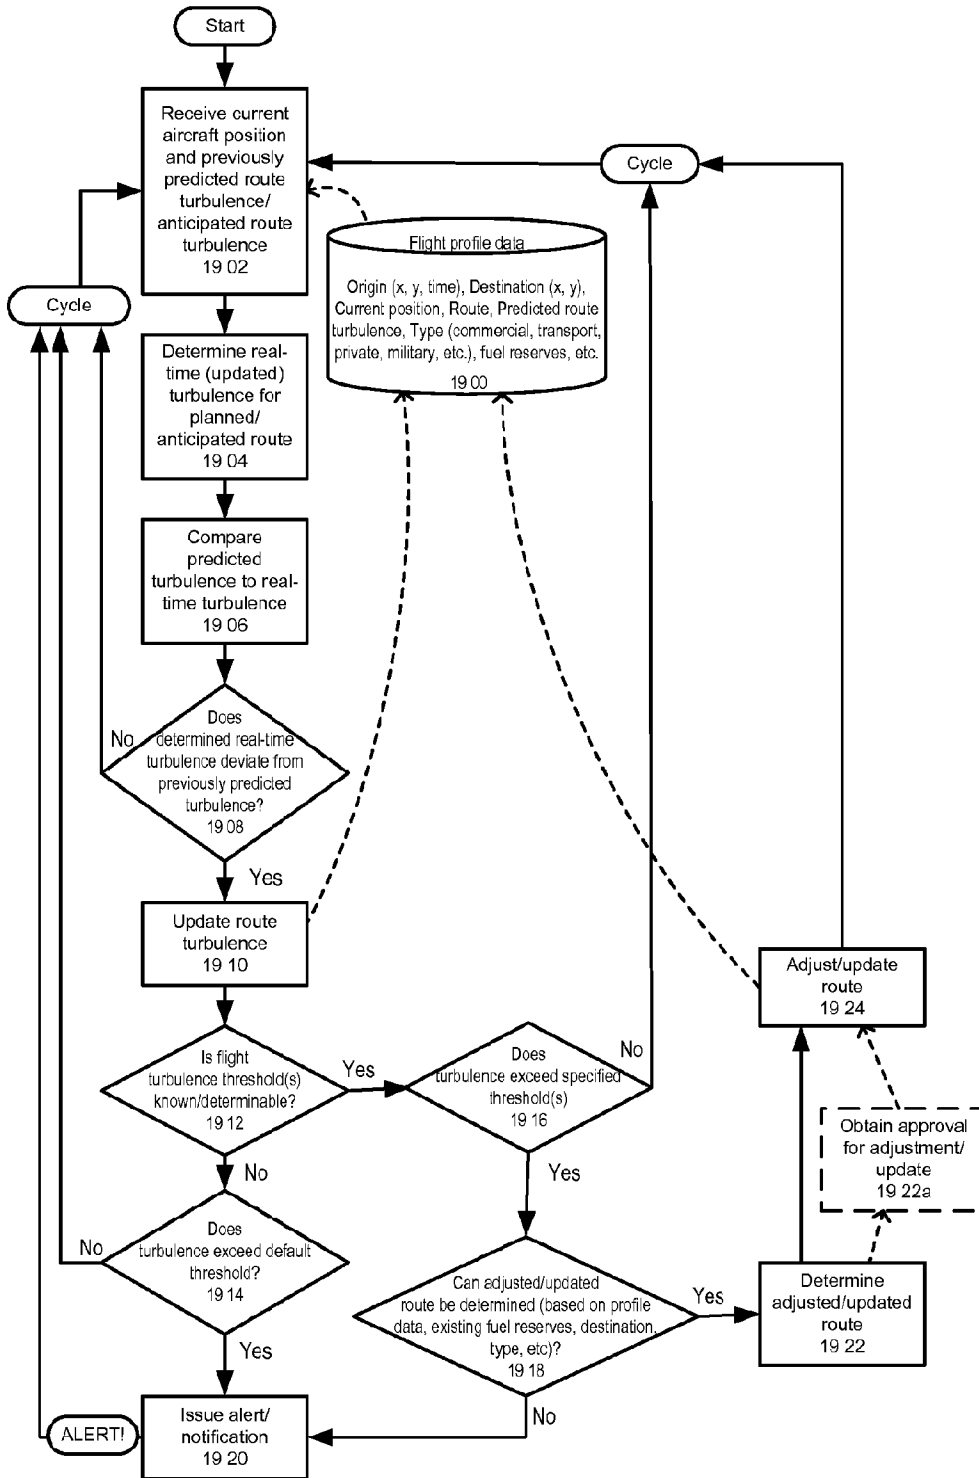 Start
Receive current
aircraft position
and previously
predicted route
turbulence/
anticipated route
turbulence
19 02
Cycle
Flight profile data
Origin (x, y, time), Destination (x, y),
Current position, Route, Predicted route
turbulence, Type (commercial, transport,
private, military, etc.), fuel reserves, etc.
19 00
Cycle
Determine real-
time (updated)
turbulence for
planned/
anticipated route
19 04
Compare
predicted
turbulence to real-
time turbulence
19 06
Does
determined real-time
turbulence deviate from
previously predicted
turbulence?
19 08
No
Yes
Update route
turbulence
19 10
Is flight
turbulence threshold(s)
known/determinable?
19 12
Yes
No
Does
turbulence exceed specified
threshold(s)
19 16
No
Yes
Adjust/update
route
19 24
Obtain approval
for adjustment/
update
19 22a
Does
turbulence exceed default
threshold?
19 14
No
Yes
Can adjusted/updated
route be determined (based on profile
data, existing fuel reserves, destination,
type, etc)?
19 18
Yes
No
Determine
adjusted/updated
route
19 22
Issue alert/
notification
19 20
ALERT!